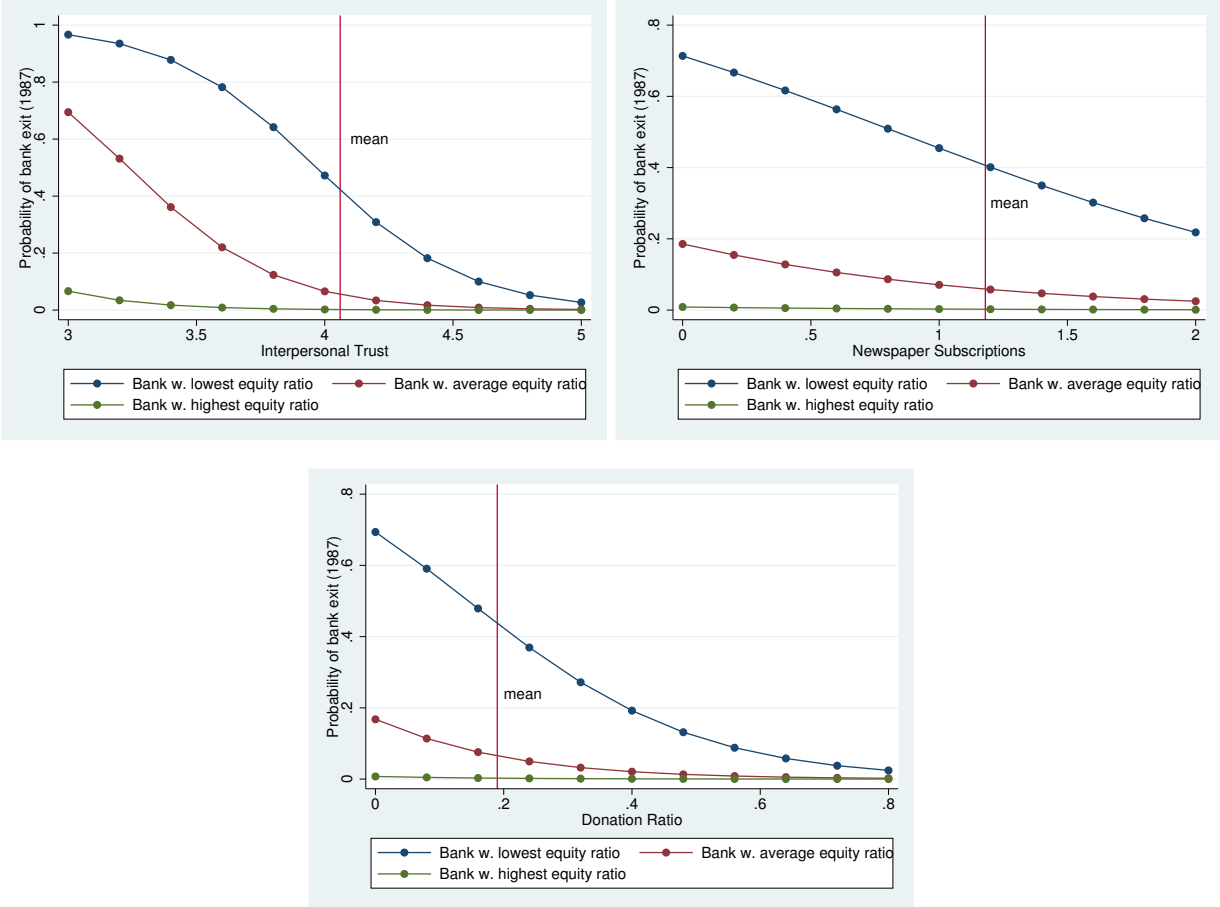 Probability of bank exit (1987)
1
.8
.6
.4
.2
0
mean
3 3.5 4 4.5 5
Interpersonal Trust
Bank w. lowest equity ratio Bank w. average equity ratio
Bank w. highest equity ratio
Probability of bank exit (1987)
.8
.6
.4
.2
0
mean
0 .5 1 1.5 2
Newspaper Subscriptions
Bank w. lowest equity ratio Bank w. average equity ratio
Bank w. highest equity ratio
Probability of bank exit (1987)
.8
.6
.4
.2
0
mean
0 .2 .4 .6 .8
Donation Ratio
Bank w. lowest equity ratio Bank w. average equity ratio
Bank w. highest equity ratio